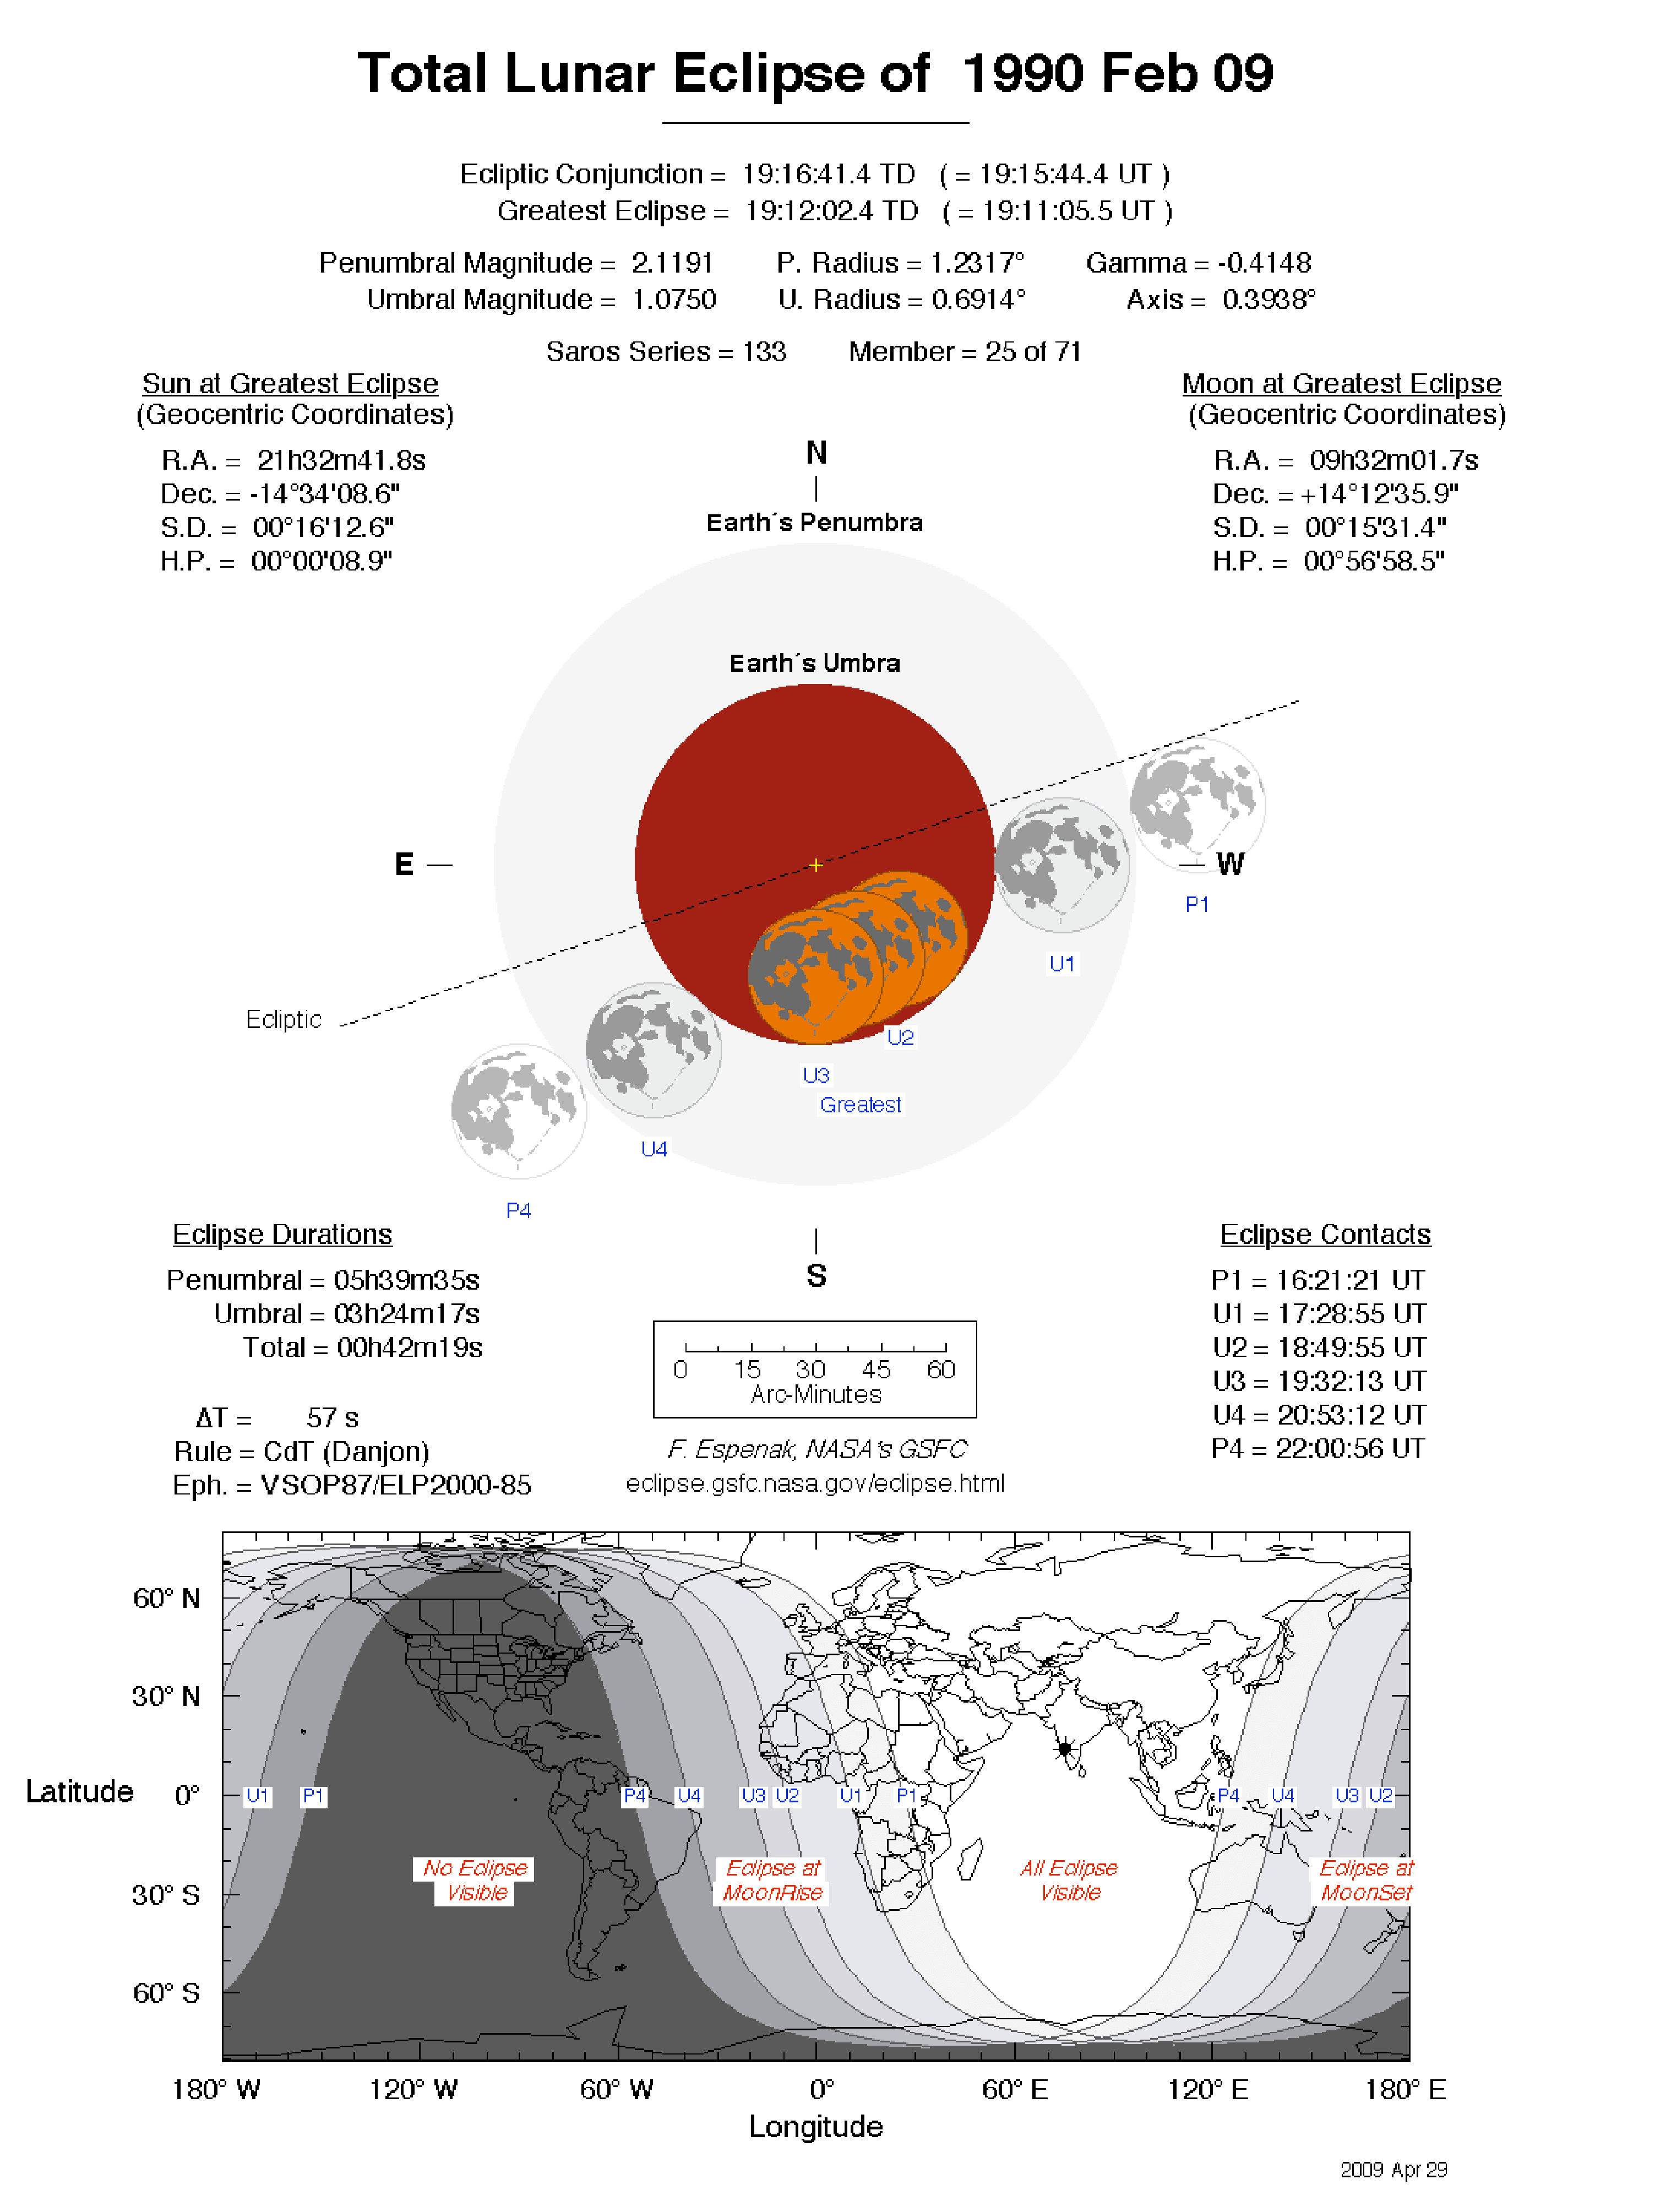 Total Lunar Eclipse of 1990 Feb 09
Ecliptic Conjunction = 19:16:41.4 TD ( = 19:15:44.4 UT )
Greatest Eclipse = 19:12:02.4 TD ( = 19:11:05.5 UT )
Penumbral Magnitude = 2.1191 P. Radius = 1.2317° Gamma = -0.4148
Umbral Magnitude = 1.0750 U. Radius = 0.6914° Axis = 0.3938°
Saros Series = 133 Member = 25 of 71
Sun at Greatest Eclipse
(Geocentric Coordinates)
R.A. = 21h32m41.8s
Dec. = -14°34'08.6"
S.D. = 00°16'12.6"
H.P. = 00°00'08.9"
Moon at Greatest Eclipse
(Geocentric Coordinates)
R.A. = 09h32m01.7s
Dec. = +14°12'35.9"
S.D. = 00°15'31.4"
H.P. = 00°56'58.5"
N
Earth´s Penumbra
Earth´s Umbra
E
W
P1
U1
Ecliptic
U2
U3
Greatest
U4
P4
S
Eclipse Durations
Penumbral = 05h39m35s
Umbral = 03h24m17s
Total = 00h42m19s
ΔT = 57 s
Rule = CdT (Danjon)
Eph. = VSOP87/ELP2000-85
0 15 30 45 60
Arc-Minutes
F. Espenak, NASA's GSFC
eclipse.gsfc.nasa.gov/eclipse.html
Eclipse Contacts
P1 = 16:21:21 UT
U1 = 17:28:55 UT
U2 = 18:49:55 UT
U3 = 19:32:13 UT
U4 = 20:53:12 UT
P4 = 22:00:56 UT
60° N
30° N
Latitude 0°
30° S
60° S
U1 P1 P4 U4 U3 U2 U1 P1 P4 U4 U3 U2
No Eclipse
Visible
Eclipse at
MoonRise
All Eclipse
Visible
Eclipse at
MoonSet
180° W 120° W 60° W 0° 60° E 120° E 180° E
Longitude
2009 Apr 29